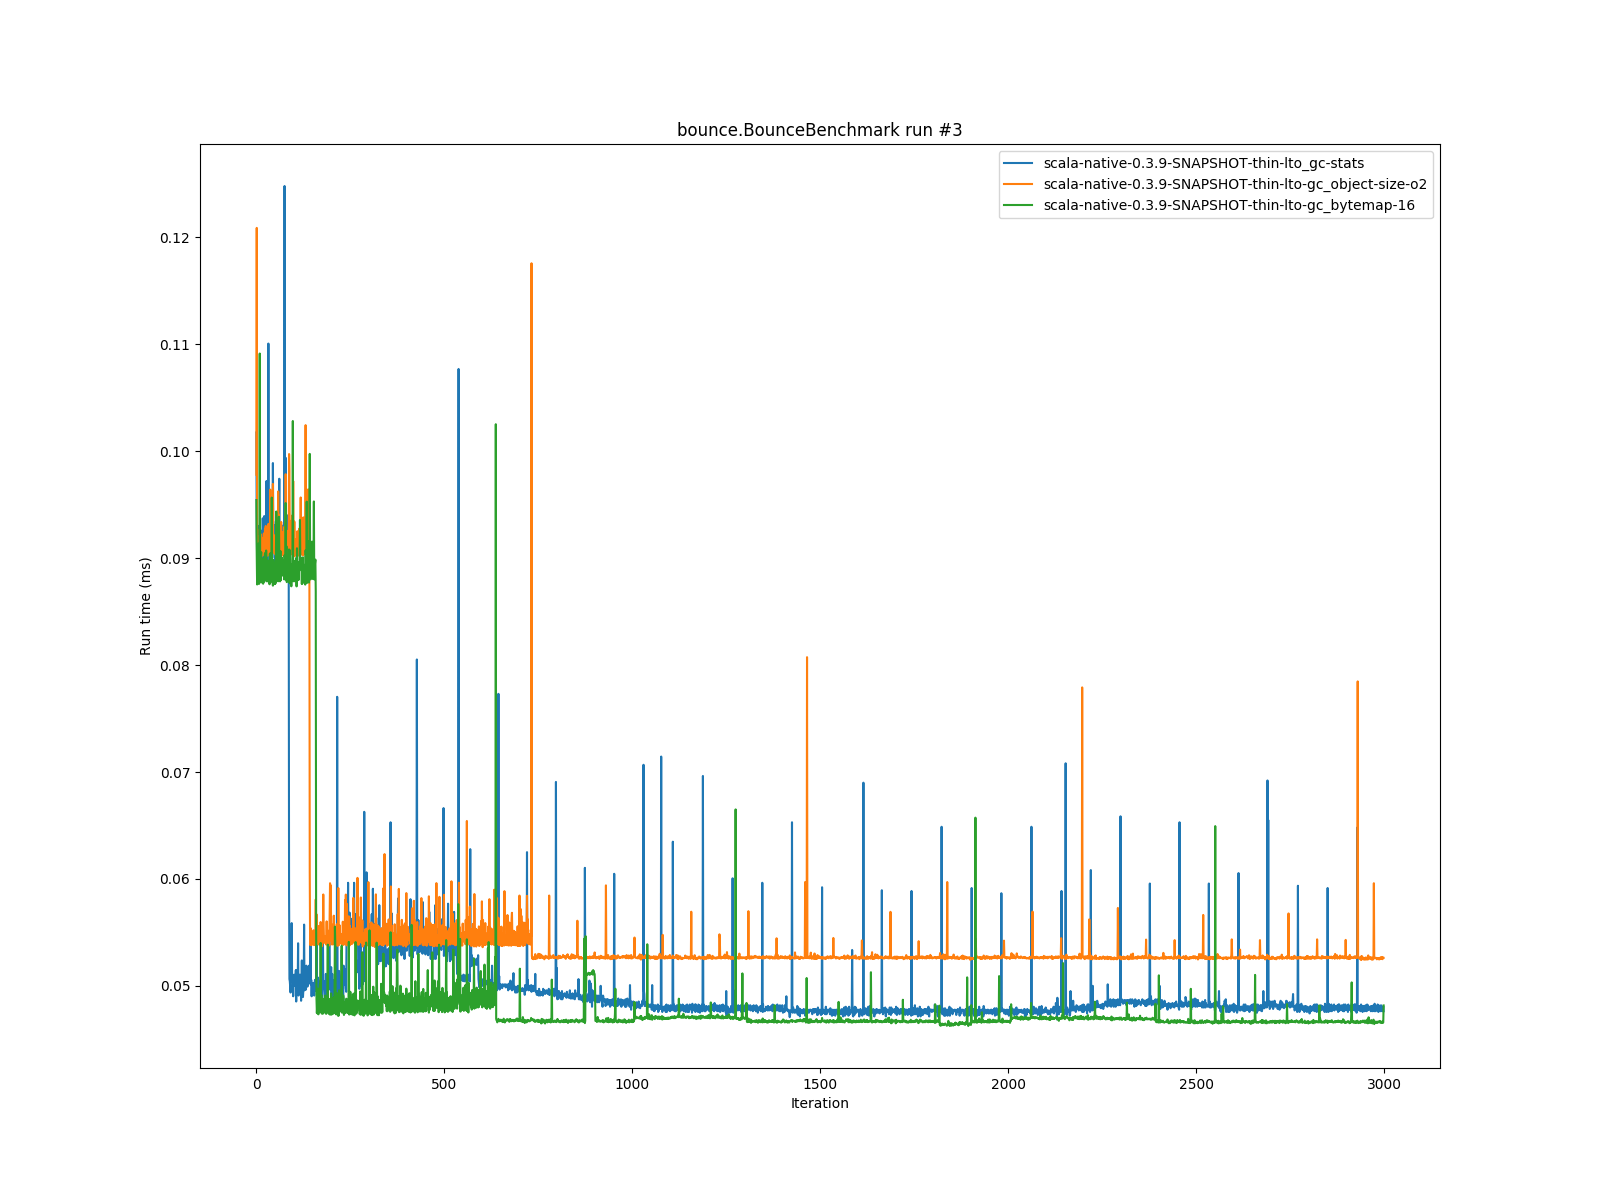 bounce.BounceBenchmark run #3
scala-native-0.3.9-SNAPSHOT-thin-lto_gc-stats
scala-native-0.3.9-SNAPSHOT-thin-lto-gc_object-size-o2
scala-native-0.3.9-SNAPSHOT-thin-lto-gc_bytemap-16
0.12
0.11
0.10
0.09
0.08
0.07
0.06
0.05
Run time (ms)
0 500 1000 1500 2000 2500 3000
Iteration